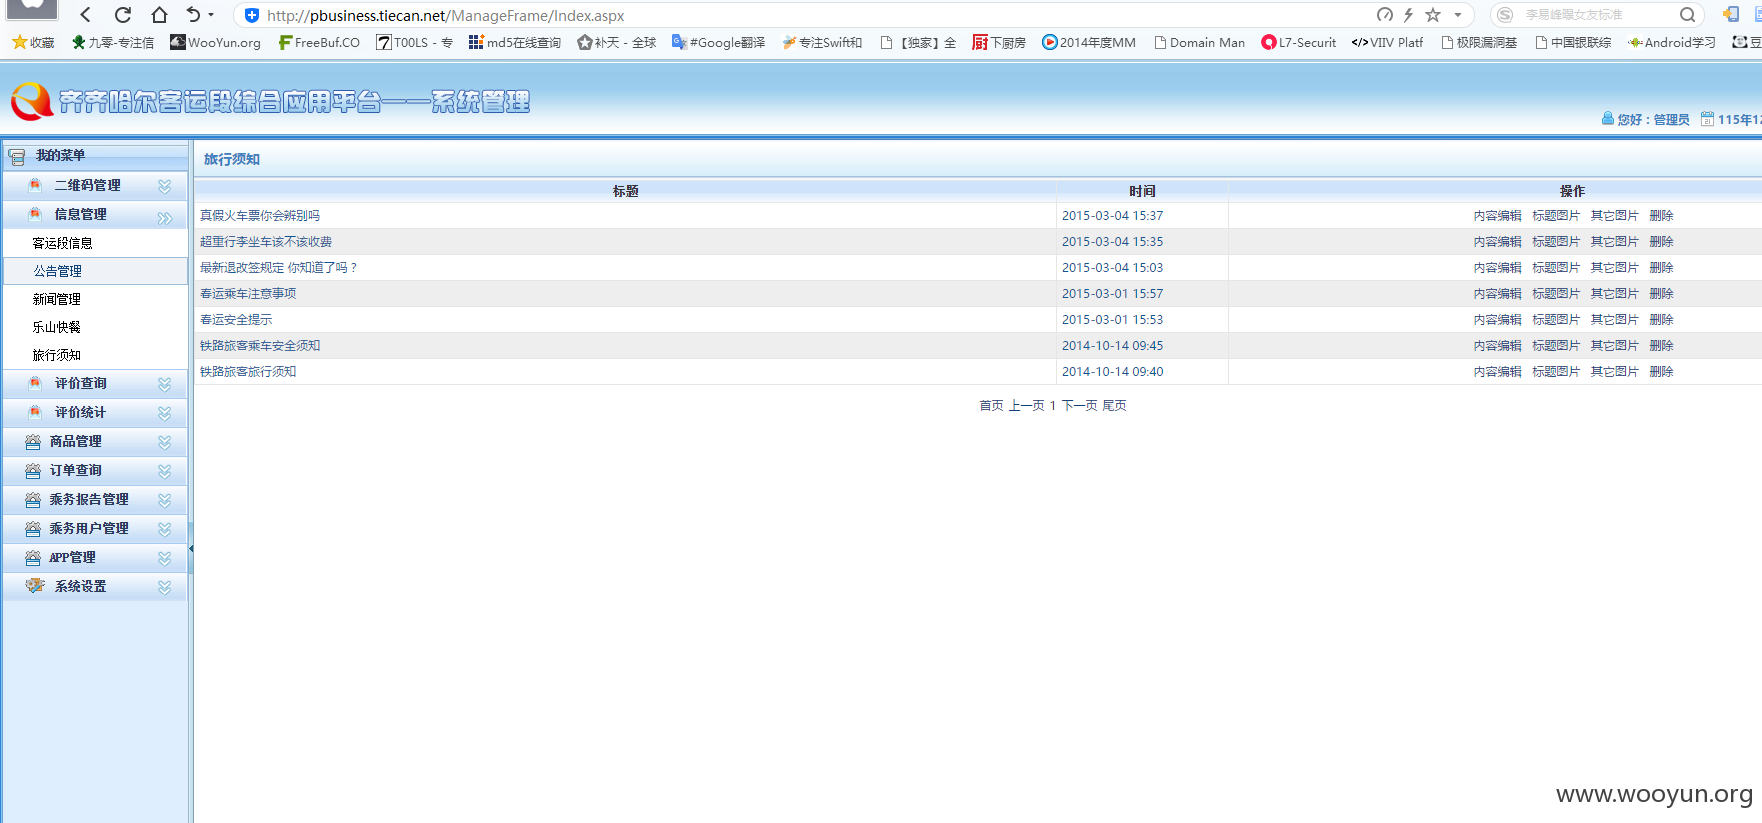 http://pbusiness.tiecan.net/ManageFrame/Index.aspx
李易峰曝女友标准
收藏 九零-专注信 WooYun.org FreeBuf.CO T00LS - 专 md5在线查询 补天 - 全球 #Google翻译 专注Swift和 【独家】全 下厨房 2014年度MM Domain Man L7-Securit VIIV Platf 极限漏洞基 中国银联综 Android学习 豆
齐齐哈尔客运段综合应用平台——系统管理
您好：管理员 115年12
我的菜单
二维码管理
信息管理
客运段信息
公告管理
新闻管理
乐山快餐
旅行须知
评价查询
评价统计
商品管理
订单查询
乘务报告管理
乘务用户管理
APP管理
系统设置
旅行须知
标题 时间 操作
真假火车票你会辨别吗 2015-03-04 15:37 内容编辑 标题图片 其它图片 删除
超重行李坐车该不该收费 2015-03-04 15:35 内容编辑 标题图片 其它图片 删除
最新退改签规定 你知道了吗？ 2015-03-04 15:03 内容编辑 标题图片 其它图片 删除
春运乘车注意事项 2015-03-01 15:57 内容编辑 标题图片 其它图片 删除
春运安全提示 2015-03-01 15:53 内容编辑 标题图片 其它图片 删除
铁路旅客乘车安全须知 2014-10-14 09:45 内容编辑 标题图片 其它图片 删除
铁路旅客旅行须知 2014-10-14 09:40 内容编辑 标题图片 其它图片 删除
首页 上一页 1 下一页 尾页
www.wooyun.org